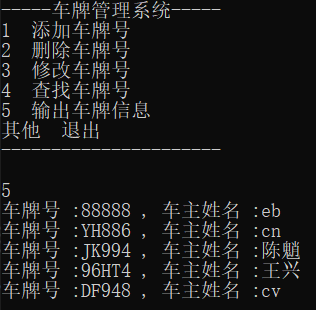 -----车牌管理系统-----
1 添加车牌号
2 删除车牌号
3 修改车牌号
4 查找车牌号
5 输出车牌信息
其他 退出
----------------------
5
车牌号 :88888 , 车主姓名 :eb
车牌号 :YH886 , 车主姓名 :cn
车牌号 :JK994 , 车主姓名 :陈魈
车牌号 :96HT4 , 车主姓名 :王兴
车牌号 :DF948 , 车主姓名 :cv